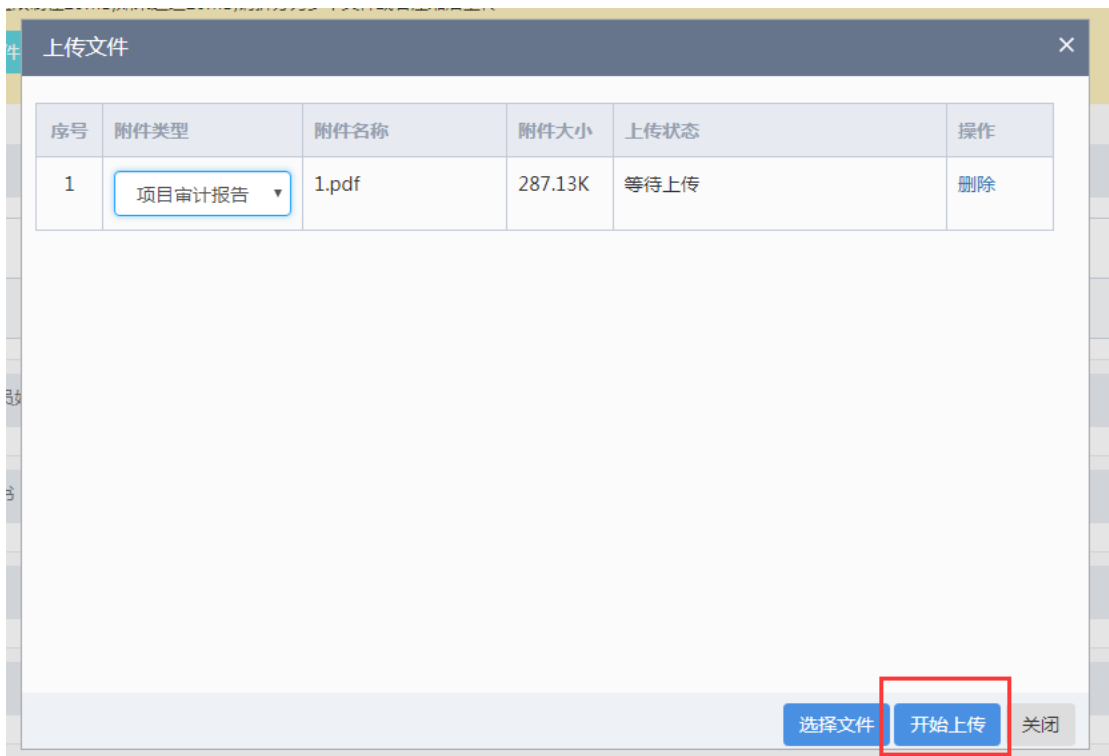 件
上传文件 ×
序号 附件类型 附件名称 附件大小 上传状态 操作
1 项目审计报告 1.pdf 287.13K 等待上传 删除
书
选择文件 开始上传 关闭